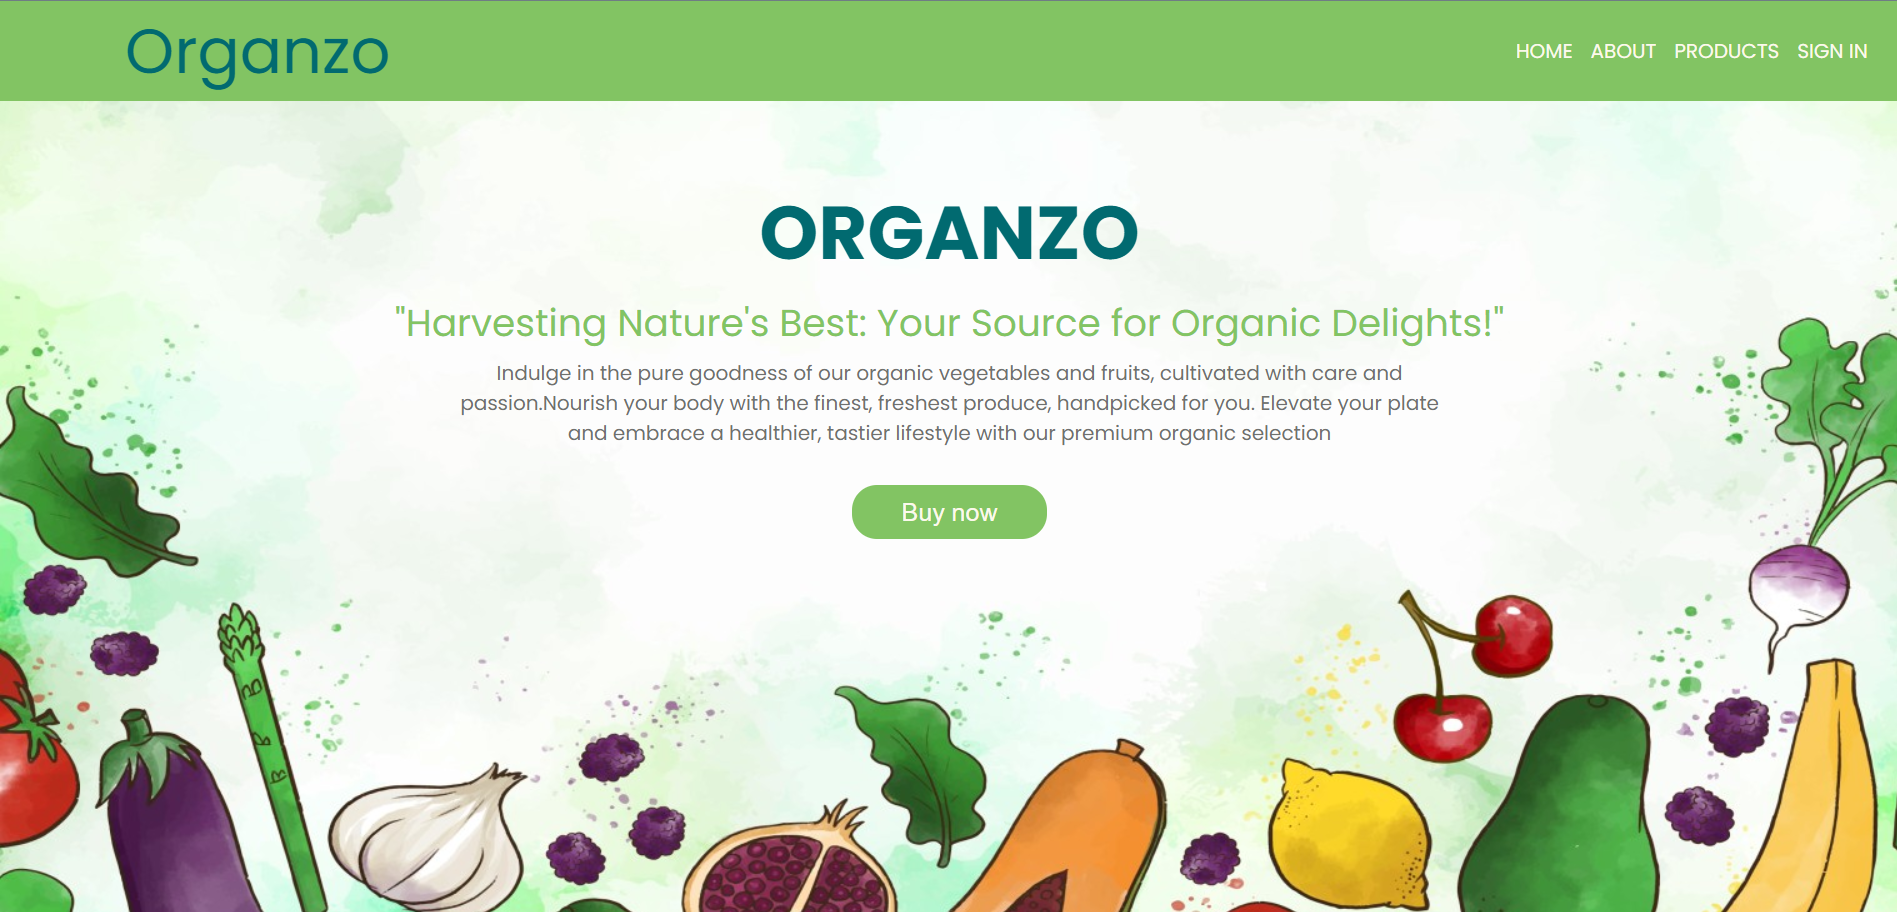 Organzo
HOME ABOUT PRODUCTS SIGN IN
ORGANZO
"Harvesting Nature's Best: Your Source for Organic Delights!"
Indulge in the pure goodness of our organic vegetables and fruits, cultivated with care and
passion.Nourish your body with the finest, freshest produce, handpicked for you. Elevate your plate
and embrace a healthier, tastier lifestyle with our premium organic selection
Buy now